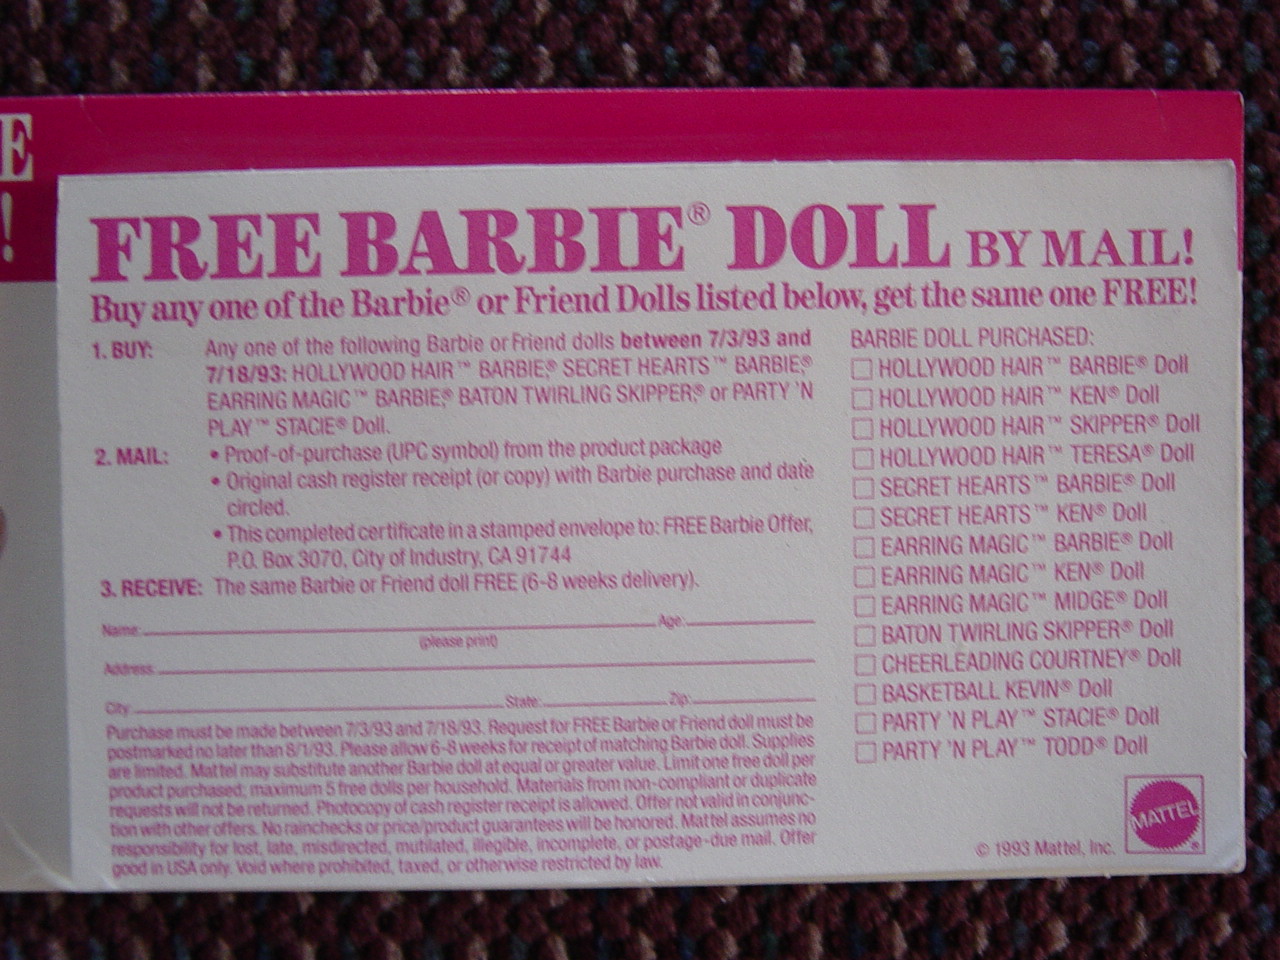 E
!
FREE BARBIE® DOLL BY MAIL!
Buy any one of the Barbie® or Friend Dolls listed below, get the same one FREE!
1. BUY: Any one of the following Barbie or Friend dolls between 7/3/93 and
7/18/93: HOLLYWOOD HAIR™ BARBIE®, SECRET HEARTS™ BARBIE®,
EARRING MAGIC™ BARBIE®, BATON TWIRLING SKIPPER®, or PARTY 'N
PLAY™ STACIE® Doll.
2. MAIL: • Proof-of-purchase (UPC symbol) from the product package
• Original cash register receipt (or copy) with Barbie purchase and date
circled.
• This completed certificate in a stamped envelope to: FREE Barbie Offer,
P.O. Box 3070, City of Industry, CA 91744
3. RECEIVE: The same Barbie or Friend doll FREE (6-8 weeks delivery).
Name: Age:
(please print)
Address:
City: State: Zip:
Purchase must be made between 7/3/93 and 7/18/93. Request for FREE Barbie or Friend doll must be
postmarked no later than 8/1/93. Please allow 6-8 weeks for receipt of matching Barbie doll. Supplies
are limited. Mattel may substitute another Barbie doll at equal or greater value. Limit one free doll per
product purchased; maximum 5 free dolls per household. Materials from non-compliant or duplicate
requests will not be returned. Photocopy of cash register receipt is allowed. Offer not valid in conjunc-
tion with other offers. No rainchecks or price/product guarantees will be honored. Mattel assumes no
responsibility for lost, late, misdirected, mutilated, illegible, incomplete, or postage-due mail. Offer
good in USA only. Void where prohibited, taxed, or otherwise restricted by law.
BARBIE DOLL PURCHASED:
HOLLYWOOD HAIR™ BARBIE® Doll
HOLLYWOOD HAIR™ KEN® Doll
HOLLYWOOD HAIR™ SKIPPER® Doll
HOLLYWOOD HAIR™ TERESA® Doll
SECRET HEARTS™ BARBIE® Doll
SECRET HEARTS™ KEN® Doll
EARRING MAGIC™ BARBIE® Doll
EARRING MAGIC™ KEN® Doll
EARRING MAGIC™ MIDGE® Doll
BATON TWIRLING SKIPPER® Doll
CHEERLEADING COURTNEY® Doll
BASKETBALL KEVIN® Doll
PARTY 'N PLAY™ STACIE® Doll
PARTY 'N PLAY™ TODD® Doll
MATTEL®
© 1993 Mattel, Inc.